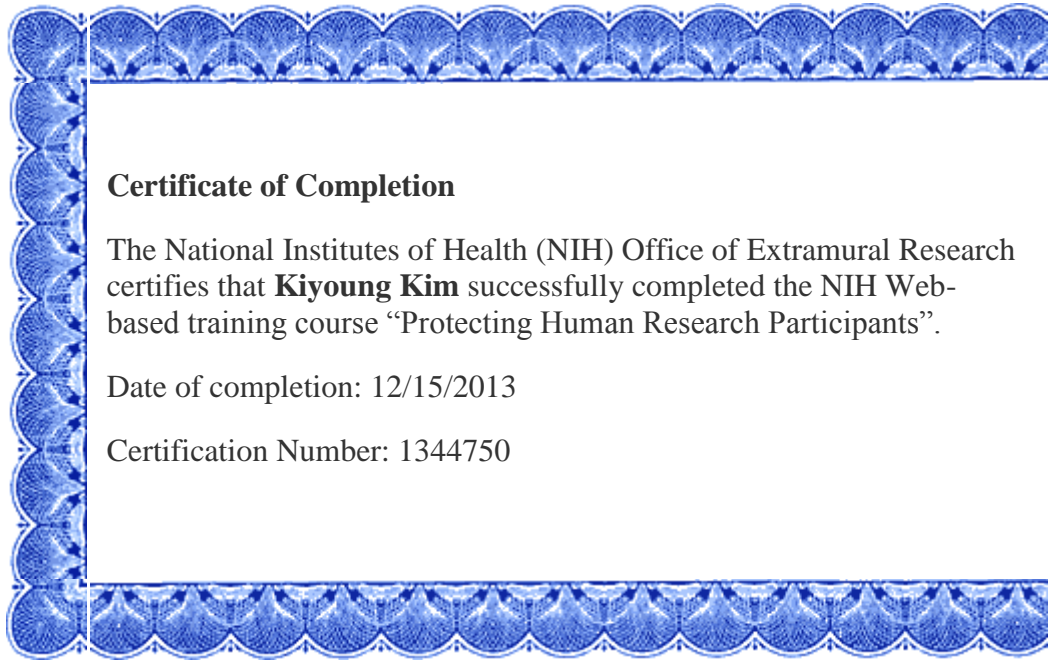 Certificate of Completion
The National Institutes of Health (NIH) Office of Extramural Research
certifies that Kiyoung Kim successfully completed the NIH Web-
based training course “Protecting Human Research Participants”.
Date of completion: 12/15/2013
Certification Number: 1344750